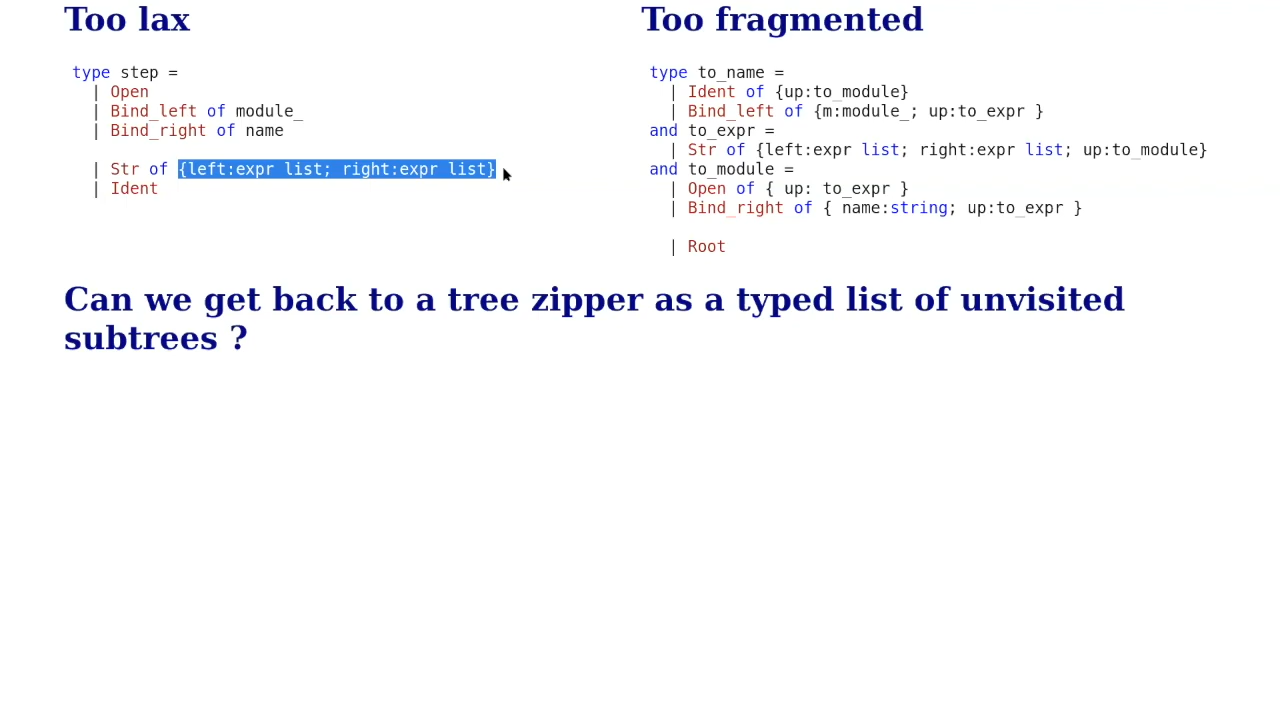 Too lax
type step =
| Open
| Bind_left of module_
| Bind_right of name
| Str of {left:expr list; right:expr list}
| Ident
Too fragmented
type to_name =
| Ident of {up:to_module}
| Bind_left of {m:module_; up:to_expr }
and to_expr =
| Str of {left:expr list; right:expr list; up:to_module}
and to_module =
| Open of { up: to_expr }
| Bind_right of { name:string; up:to_expr }
| Root
Can we get back to a tree zipper as a typed list of unvisited
subtrees ?